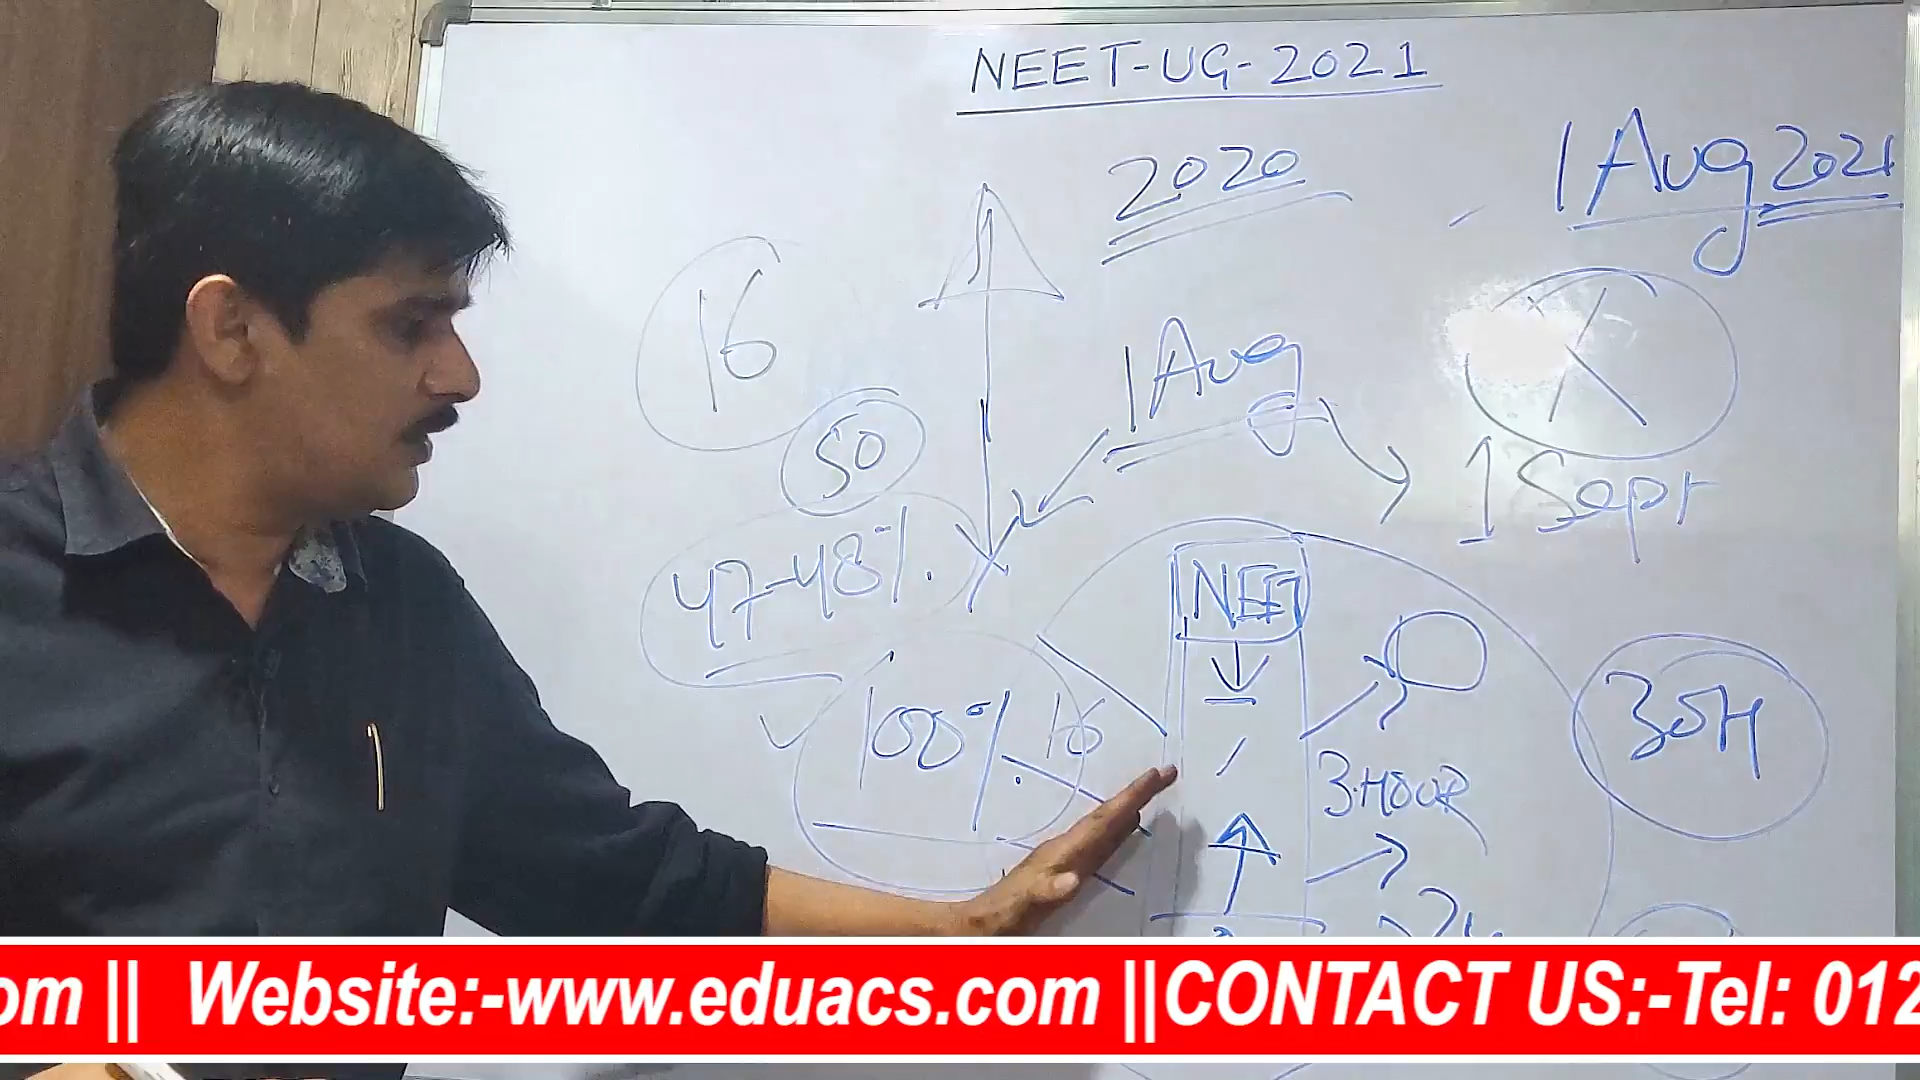 NEET-UG-2021
2020
1 Aug 2021
16
1 Aug
50
1 Sept
47-48%.
NEET
100%
16
30H
3 HOUR
om || Website:-www.eduacs.com ||CONTACT US:-Tel: 012